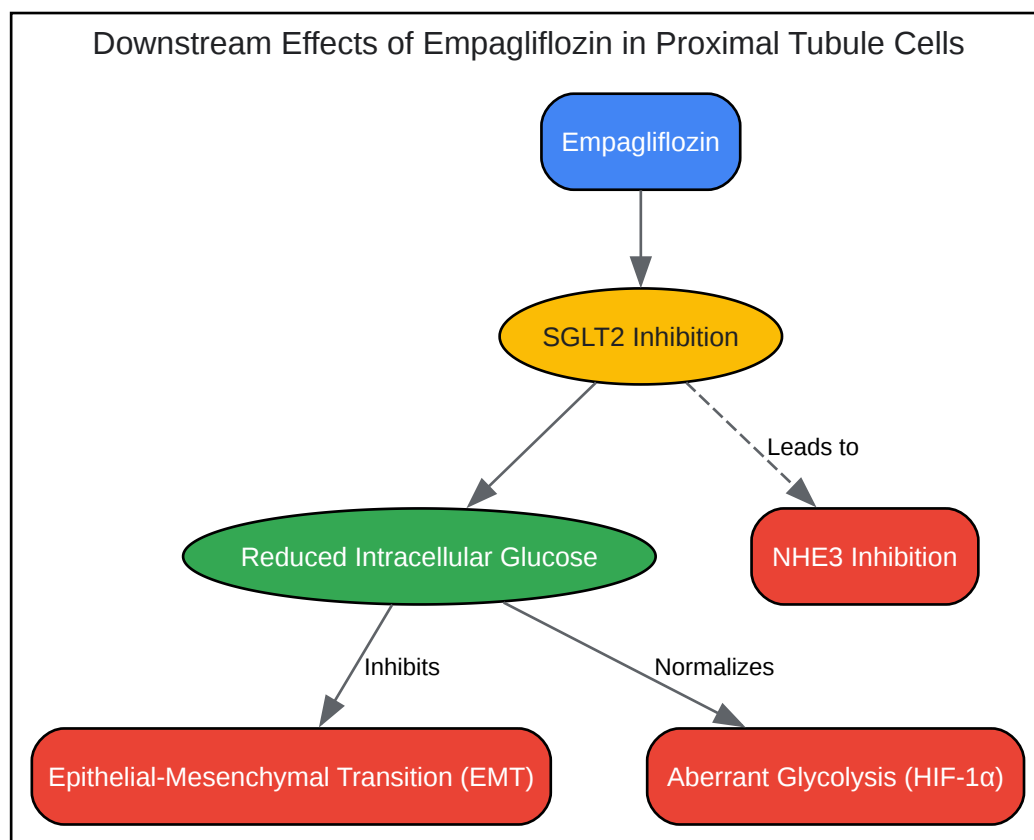 Downstream Effects of Empagliflozin in Proximal Tubule Cells
Empagliflozin
SGLT2 Inhibition
Leads to
Reduced Intracellular Glucose
NHE3 Inhibition
Inhibits
Normalizes
Epithelial-Mesenchymal Transition (EMT)
Aberrant Glycolysis (HIF-1α)